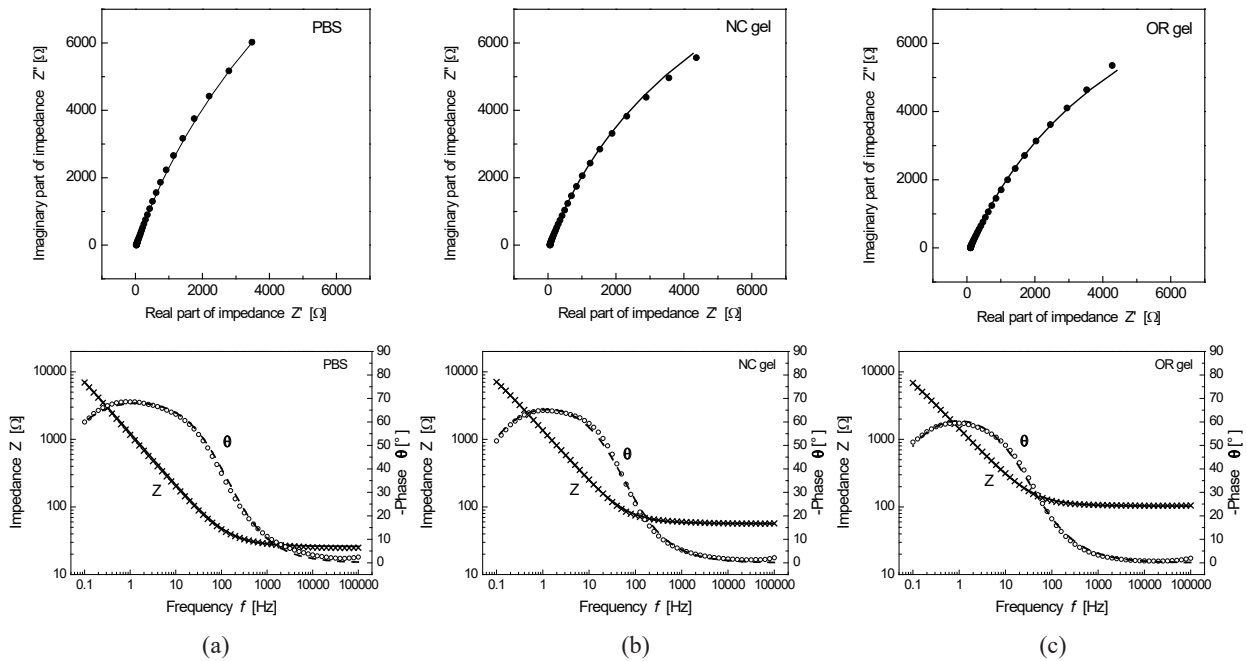 PBS
Imaginary part of impedance Z'' [Ω]
6000
4000
2000
0
0 2000 4000 6000
Real part of impedance Z' [Ω]
NC gel
Imaginary part of impedance Z'' [Ω]
6000
4000
2000
0
0 2000 4000 6000
Real part of impedance Z' [Ω]
OR gel
Imaginary part of impedance Z'' [Ω]
6000
4000
2000
0
0 2000 4000 6000
Real part of impedance Z' [Ω]
PBS
Impedance Z [Ω]
10000
1000
100
10
θ
Z
90
80
70
60
50
40
30
20
10
0
-Phase θ [°]
0.1 1 10 100 1000 10000 100000
Frequency f [Hz]
(a)
NC gel
Impedance Z [Ω]
10000
1000
100
10
θ
Z
90
80
70
60
50
40
30
20
10
0
-Phase θ [°]
0.1 1 10 100 1000 10000 100000
Frequency f [Hz]
(b)
OR gel
Impedance Z [Ω]
10000
1000
100
10
θ
Z
90
80
70
60
50
40
30
20
10
0
-Phase θ [°]
0.1 1 10 100 1000 10000 100000
Frequency f [Hz]
(c)